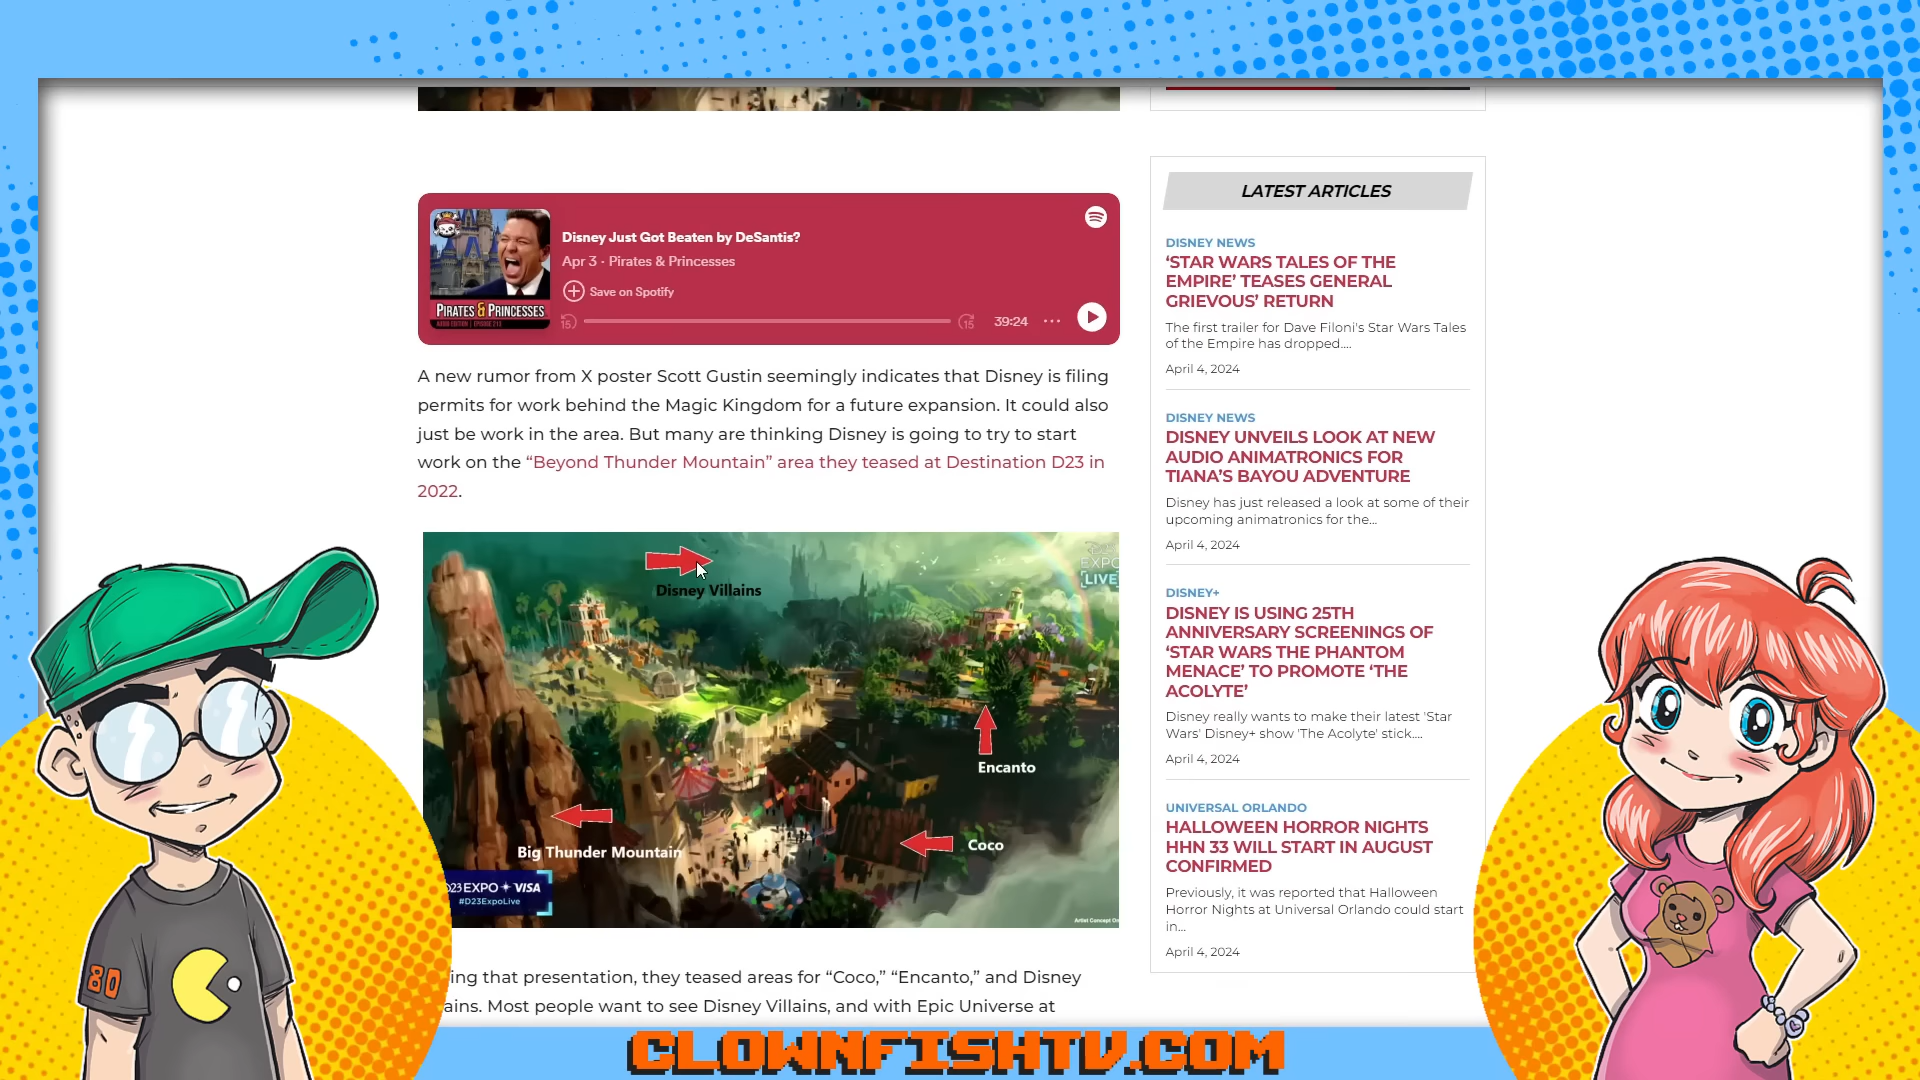 Disney Just Got Beaten by DeSantis?
Apr 3 · Pirates & Princesses
Save on Spotify
PIRATES & PRINCESSES
15
15
39:24
A new rumor from X poster Scott Gustin seemingly indicates that Disney is filing
permits for work behind the Magic Kingdom for a future expansion. It could also
just be work in the area. But many are thinking Disney is going to try to start
work on the “Beyond Thunder Mountain” area they teased at Destination D23 in
2022.
EXPO
LIVE
Disney Villains
Encanto
Coco
Big Thunder Mountain
D23 EXPO + VISA
#D23ExpoLive
ing that presentation, they teased areas for “Coco,” “Encanto,” and Disney
ains. Most people want to see Disney Villains, and with Epic Universe at
LATEST ARTICLES
DISNEY NEWS
‘STAR WARS TALES OF THE
EMPIRE’ TEASES GENERAL
GRIEVOUS’ RETURN
The first trailer for Dave Filoni's Star Wars Tales
of the Empire has dropped....
April 4, 2024
DISNEY NEWS
DISNEY UNVEILS LOOK AT NEW
AUDIO ANIMATRONICS FOR
TIANA’S BAYOU ADVENTURE
Disney has just released a look at some of their
upcoming animatronics for the...
April 4, 2024
DISNEY+
DISNEY IS USING 25TH
ANNIVERSARY SCREENINGS OF
‘STAR WARS THE PHANTOM
MENACE’ TO PROMOTE ‘THE
ACOLYTE’
Disney really wants to make their latest 'Star
Wars' Disney+ show 'The Acolyte' stick....
April 4, 2024
UNIVERSAL ORLANDO
HALLOWEEN HORROR NIGHTS
HHN 33 WILL START IN AUGUST
CONFIRMED
Previously, it was reported that Halloween
Horror Nights at Universal Orlando could start
in...
April 4, 2024
80
CLOWNFISHTV.COM